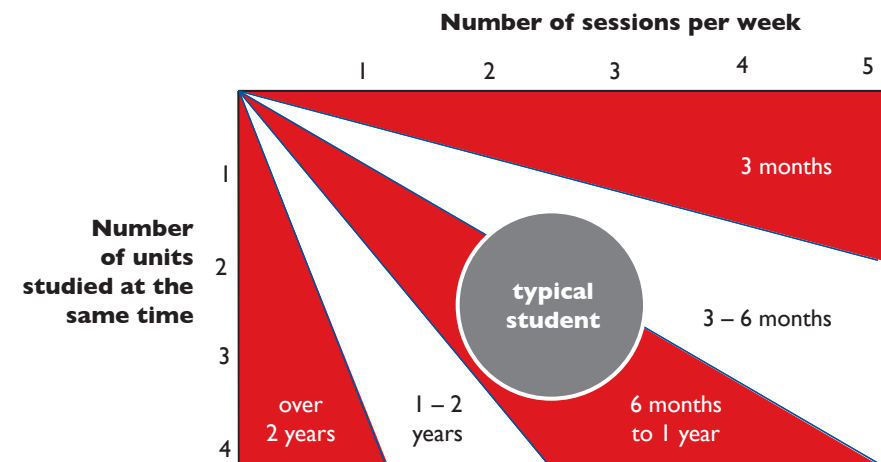 Number of sessions per week
1 2 3 4 5
1
3 months
Number
of units
studied at the
same time
2
typical
student
3 – 6 months
3
over
2 years
1 – 2
years
6 months
to 1 year
4